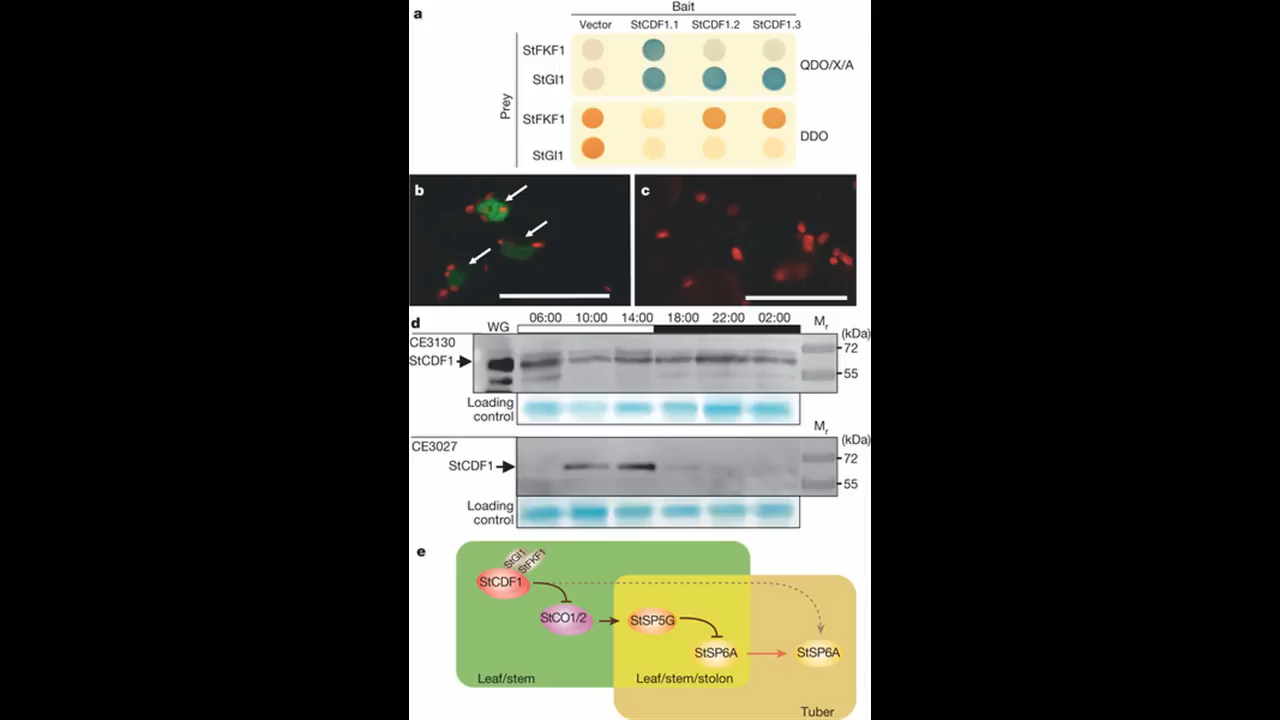 a
Bait
Vector StCDF1.1 StCDF1.2 StCDF1.3
Prey
StFKF1
StGI1
QDO/X/A
StFKF1
StGI1
DDO
b
c
d
WG 06:00 10:00 14:00 18:00 22:00 02:00 Mr (kDa)
CE3130
StCDF1
72
55
Loading
control
Mr (kDa)
CE3027
StCDF1
72
55
Loading
control
e
StGI1
StFKF1
StCDF1
StCO1/2
StSP5G
StSP6A
StSP6A
Leaf/stem
Leaf/stem/stolon
Tuber